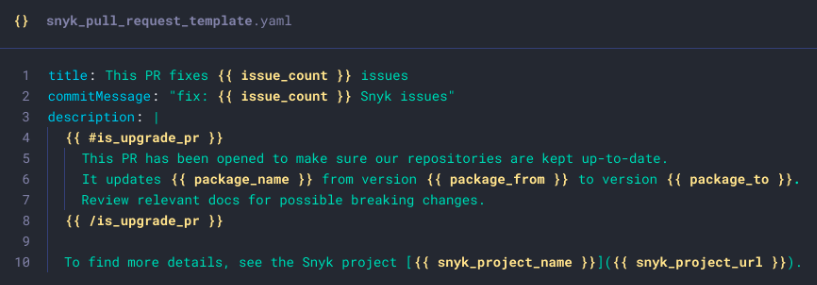 {} snyk_pull_request_template.yaml
1 title: This PR fixes {{ issue_count }} issues
2 commitMessage: "fix: {{ issue_count }} Snyk issues"
3 description: |
4 {{ #is_upgrade_pr }}
5 This PR has been opened to make sure our repositories are kept up-to-date.
6 It updates {{ package_name }} from version {{ package_from }} to version {{ package_to }}.
7 Review relevant docs for possible breaking changes.
8 {{ /is_upgrade_pr }}
9
10 To find more details, see the Snyk project [{{ snyk_project_name }}]({{ snyk_project_url }}).